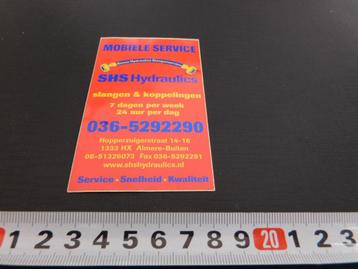 MOBIELE SERVICE
SHS Hydraulics
slangen & koppelingen
7 dagen per week
24 uur per dag
036-5292290
Hopperzuigerstraat 14-16
1333 HX Almere-Buiten
06-51326073 Fax 036-5292291
www.shshydraulics.nl
Service · Snelheid · Kwaliteit
1 2 3 4 5 6 7 8 9 20 1 2 3